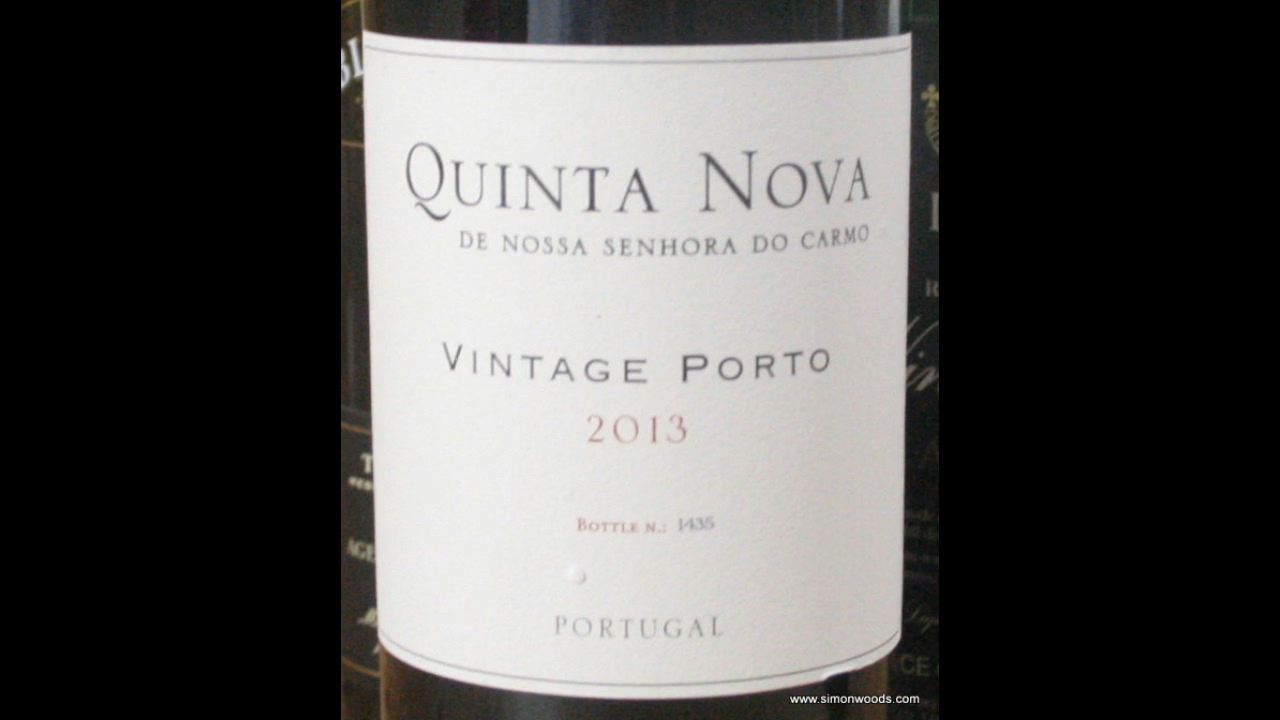 QUINTA NOVA
DE NOSSA SENHORA DO CARMO
VINTAGE PORTO
2013
BOTTLE N.: 1435
PORTUGAL
www.simonwoods.com